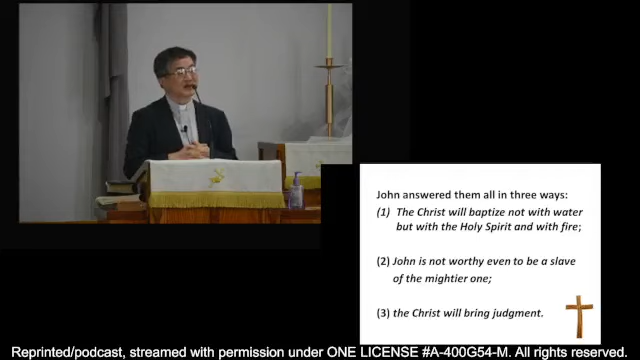 John answered them all in three ways:
(1) The Christ will baptize not with water
but with the Holy Spirit and with fire;
(2) John is not worthy even to be a slave
of the mightier one;
(3) the Christ will bring judgment.
Reprinted/podcast, streamed with permission under ONE LICENSE #A-400G54-M. All rights reserved.